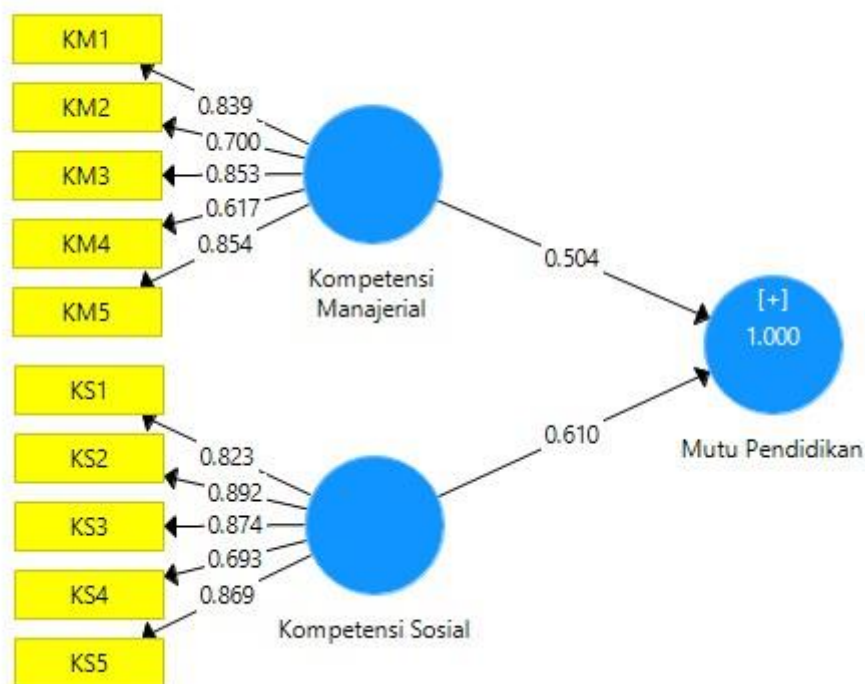 KM1
KM2
KM3
KM4
KM5
0.839
0.700
0.853
0.617
0.854
Kompetensi
Manajerial
0.504
[+]
1.000
Mutu Pendidikan
0.610
KS1
KS2
KS3
KS4
KS5
0.823
0.892
0.874
0.693
0.869
Kompetensi Sosial